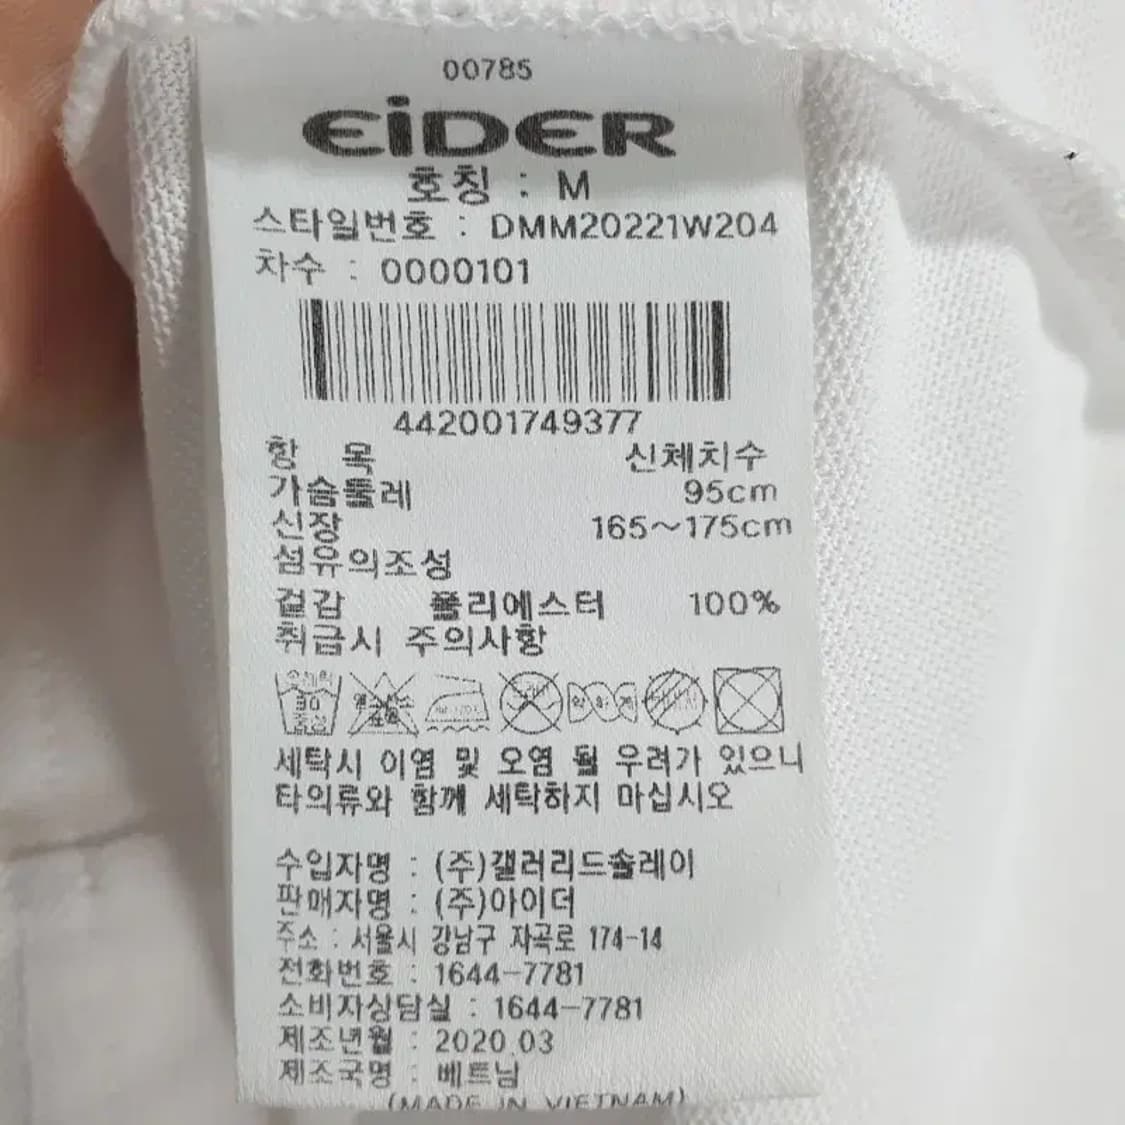 00785
EiDER
호칭 : M
스타일번호 : DMM20221W204
차수 : 0000101
442001749377
항 목 신체치수
가슴둘레 95cm
신장 165~175cm
섬유의조성
겉감 폴리에스터 100%
취급시 주의사항
30 중성
세탁시 이염 및 오염 될 우려가 있으니
타의류와 함께 세탁하지 마십시오
수입자명 : (주)갤러리드솔레이
판매자명 : (주)아이더
주소 : 서울시 강남구 자곡로 174-14
전화번호 : 1644-7781
소비자상담실 : 1644-7781
제조년월 : 2020.03
제조국명 : 베트남
(MADE IN VIETNAM)